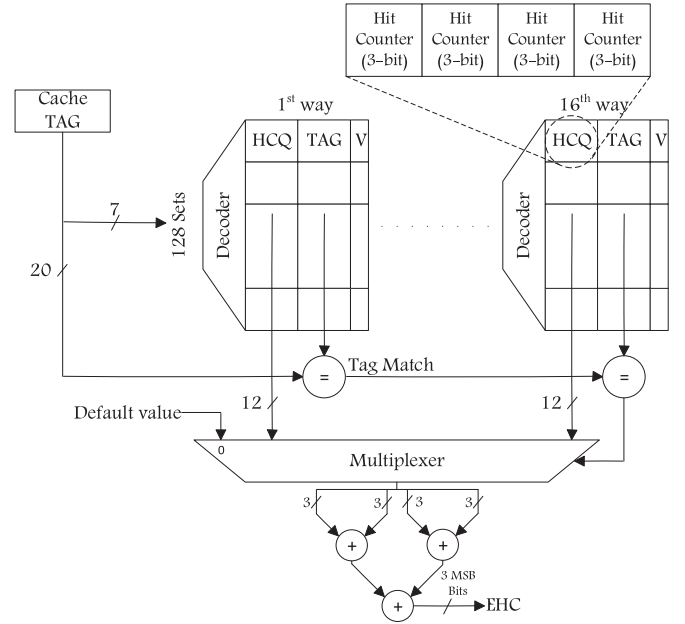 Hit Counter (3-bit)
Hit Counter (3-bit)
Hit Counter (3-bit)
Hit Counter (3-bit)
Cache TAG
1st way
16th way
HCQ TAG V
HCQ TAG V
7
128 Sets
Decoder
Decoder
20
=
Tag Match
=
12
12
Default value
0
Multiplexer
3
3
3
3
+
+
3 MSB Bits
+
EHC